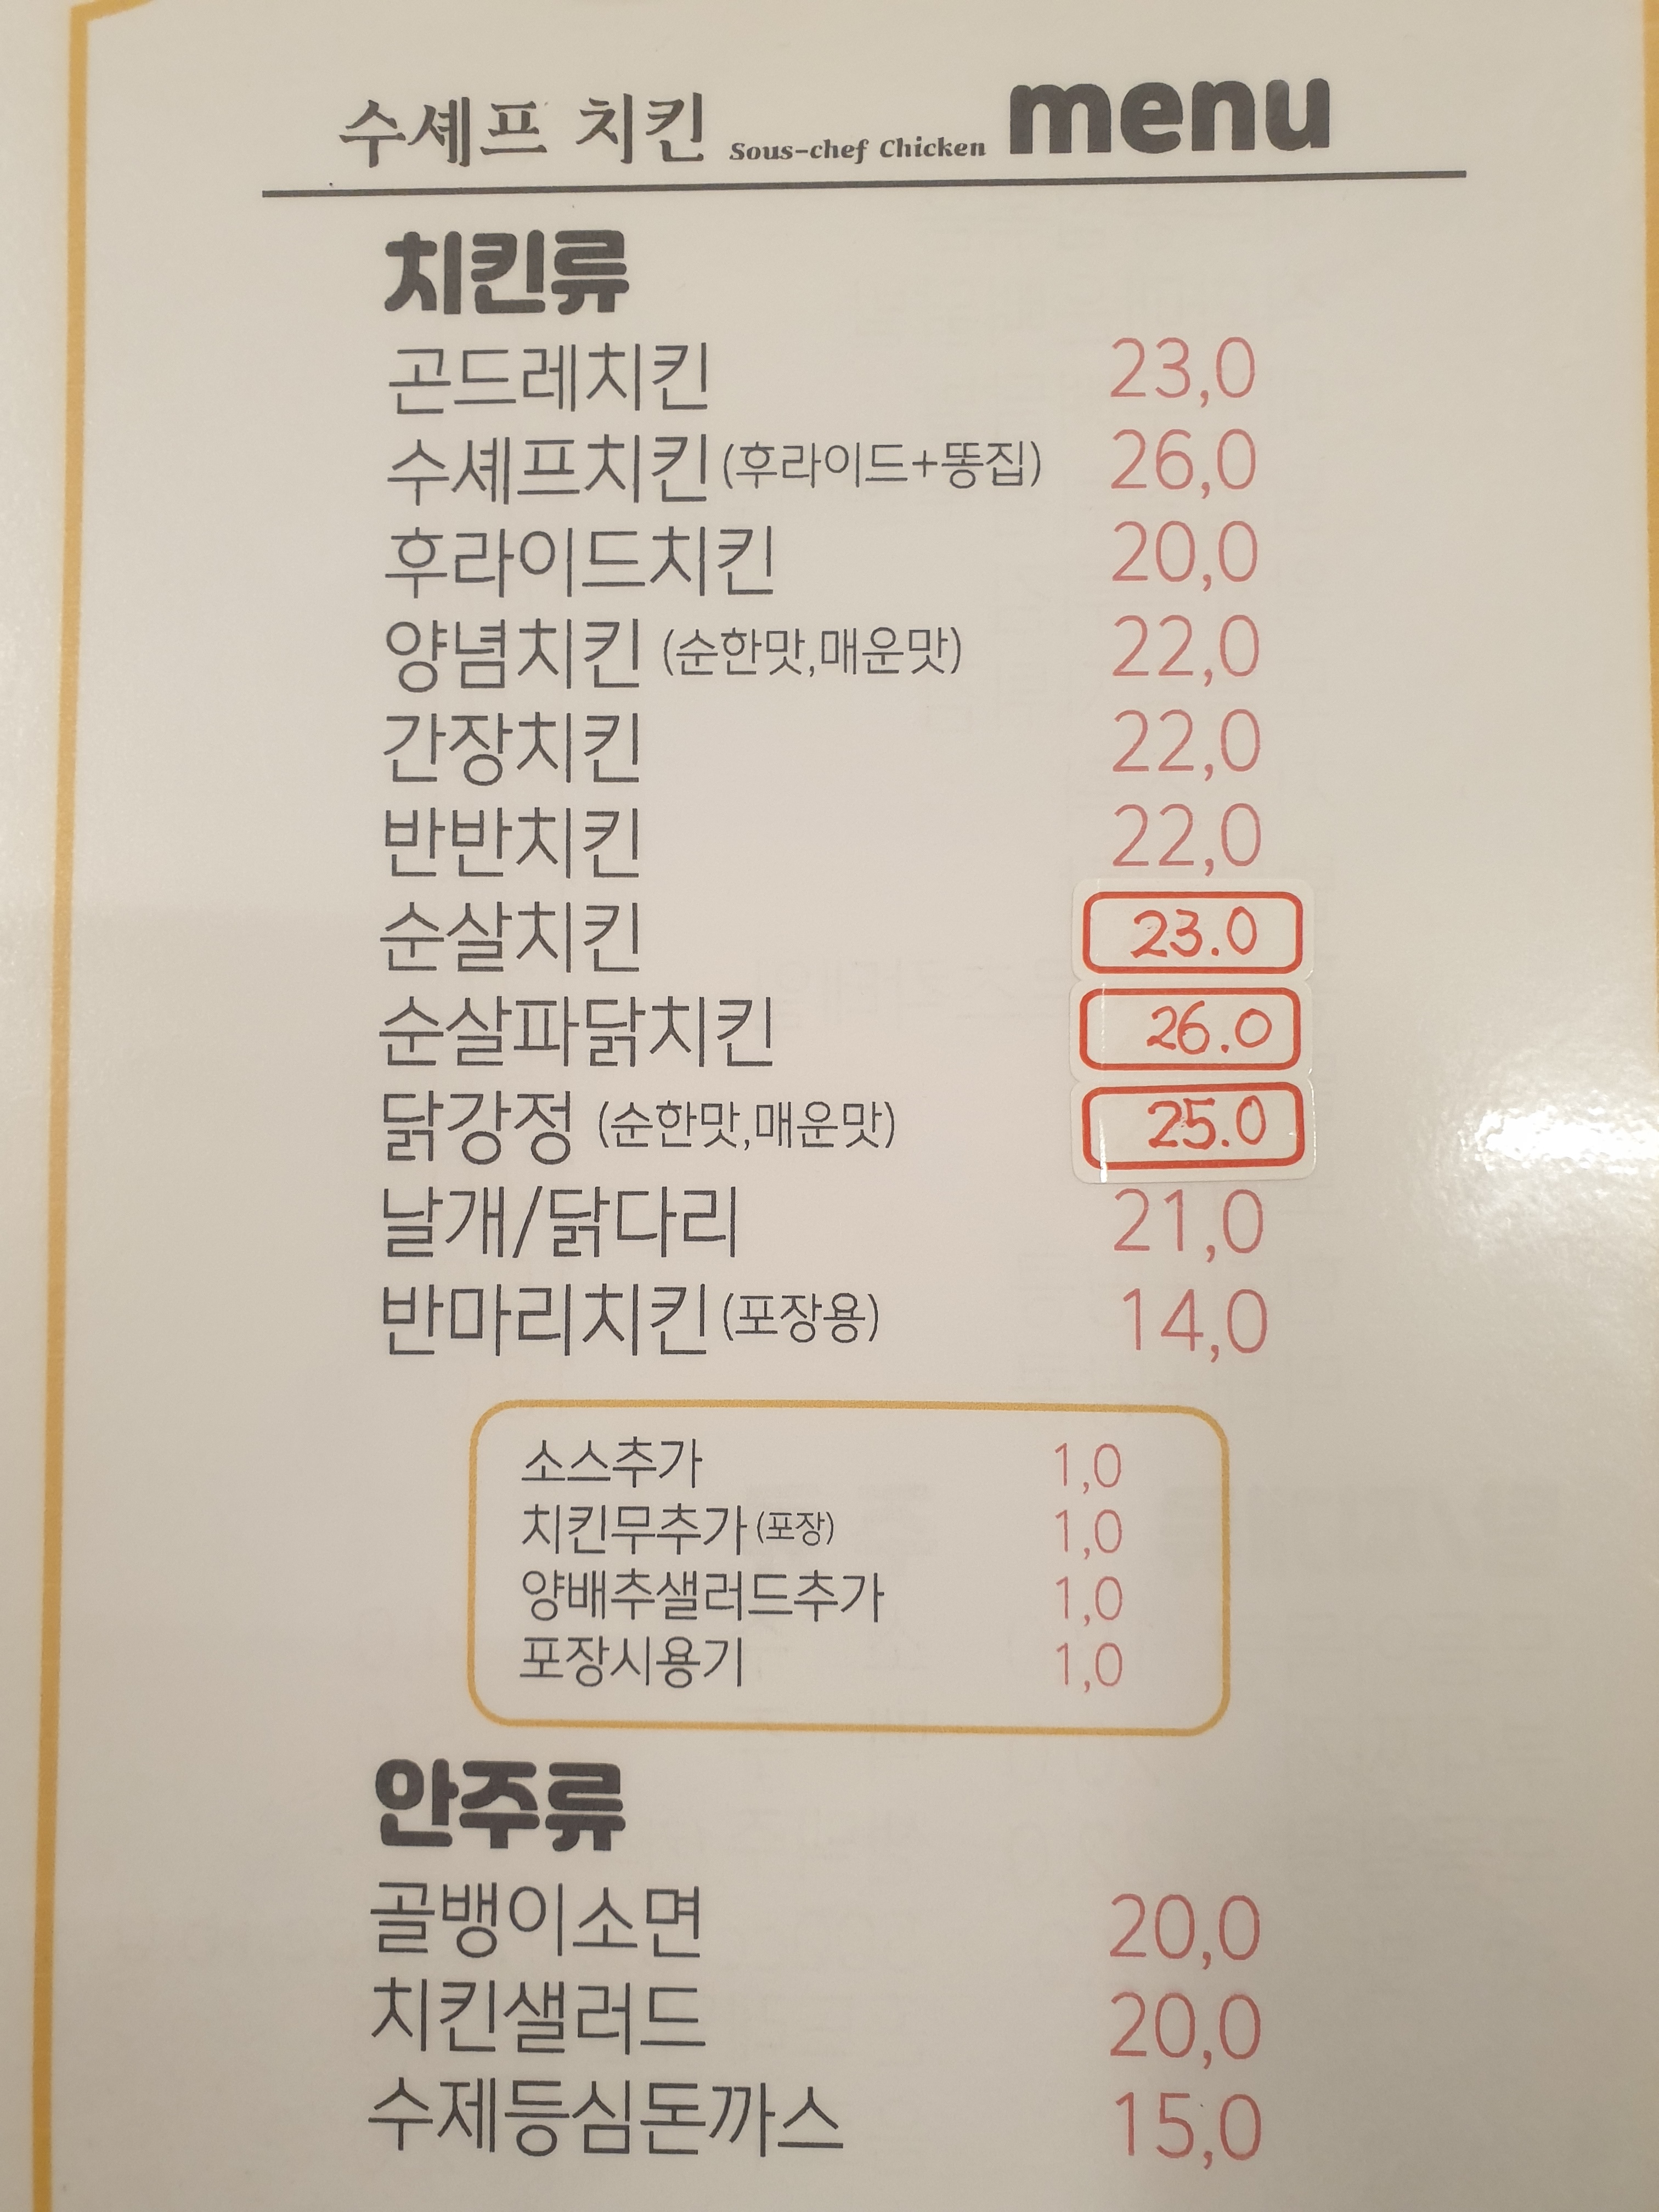 수셰프 치킨 Sous-chef Chicken menu
치킨류
곤드레치킨 23,0
수셰프치킨(후라이드+똥집) 26,0
후라이드치킨 20,0
양념치킨 (순한맛,매운맛) 22,0
간장치킨 22,0
반반치킨 22,0
순살치킨 23.0
순살파닭치킨 26.0
닭강정 (순한맛,매운맛) 25.0
날개/닭다리 21,0
반마리치킨(포장용) 14,0
소스추가 1,0
치킨무추가(포장) 1,0
양배추샐러드추가 1,0
포장시용기 1,0
안주류
골뱅이소면 20,0
치킨샐러드 20,0
수제등심돈까스 15,0